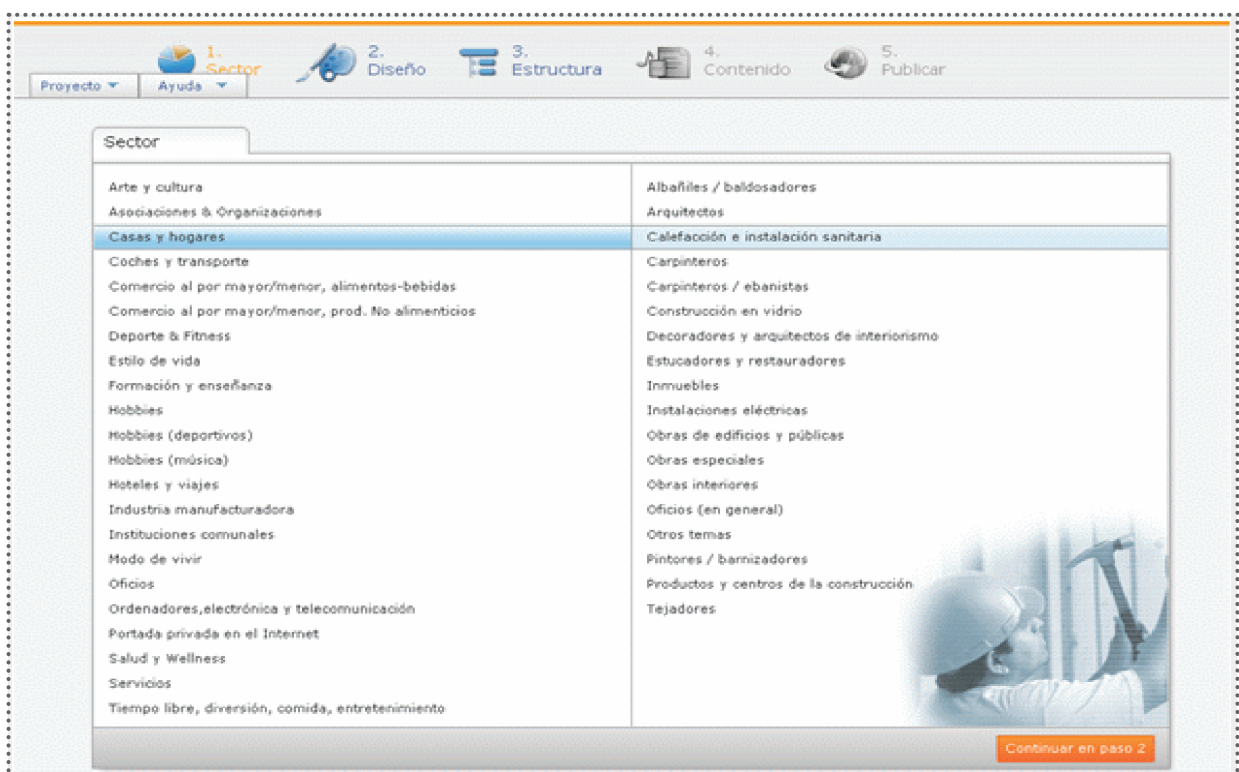 1.
Sector
2.
Diseño
3.
Estructura
4.
Contenido
5.
Publicar
Proyecto
Ayuda
Sector
Arte y cultura
Asociaciones & Organizaciones
Casas y hogares
Coches y transporte
Comercio al por mayor/menor, alimentos-bebidas
Comercio al por mayor/menor, prod. No alimenticios
Deporte & Fitness
Estilo de vida
Formación y enseñanza
Hobbies
Hobbies (deportivos)
Hobbies (música)
Hoteles y viajes
Industria manufacturadora
Instituciones comunales
Modo de vivir
Oficios
Ordenadores,electrónica y telecomunicación
Portada privada en el Internet
Salud y Wellness
Servicios
Tiempo libre, diversión, comida, entretenimiento
Albañiles / baldosadores
Arquitectos
Calefacción e instalación sanitaria
Carpinteros
Carpinteros / ebanistas
Construcción en vidrio
Decoradores y arquitectos de interiorismo
Estucadores y restauradores
Inmuebles
Instalaciones eléctricas
Obras de edificios y públicas
Obras especiales
Obras interiores
Oficios (en general)
Otros temas
Pintores / barnizadores
Productos y centros de la construcción
Tejadores
Continuar en paso 2